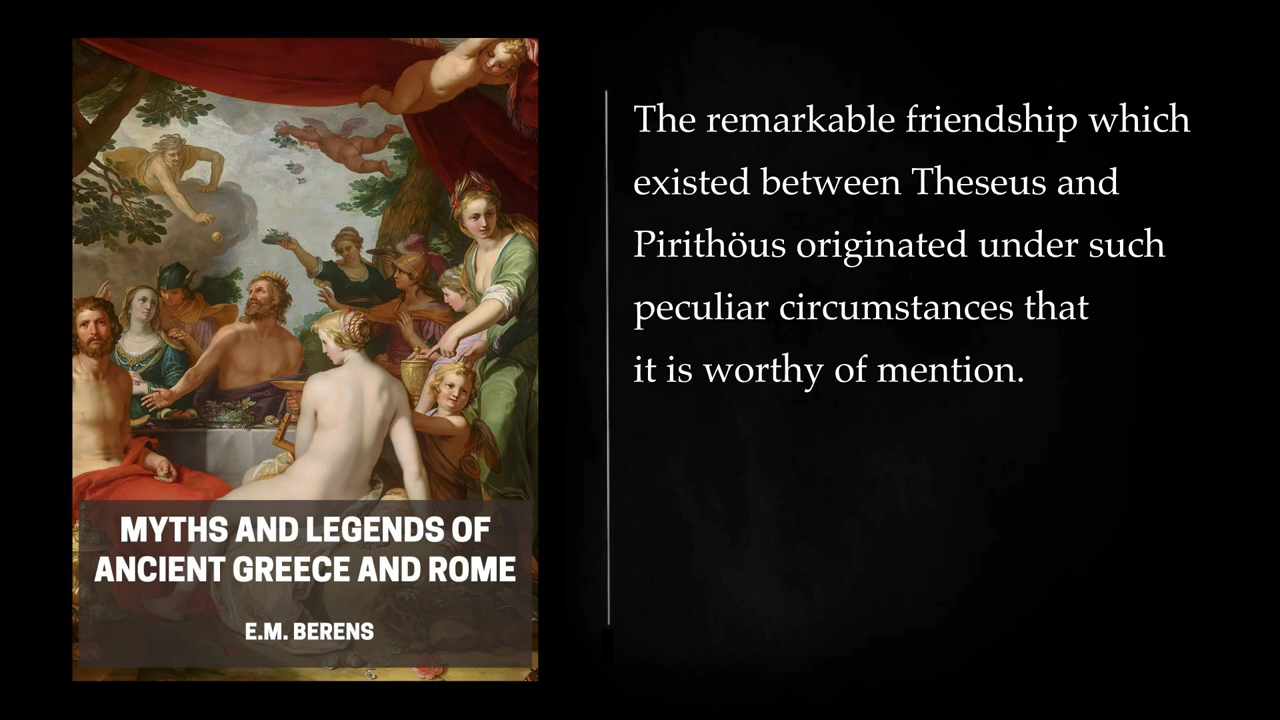 MYTHS AND LEGENDS OF
ANCIENT GREECE AND ROME
E.M. BERENS
The remarkable friendship which
existed between Theseus and
Pirithöus originated under such
peculiar circumstances that
it is worthy of mention.